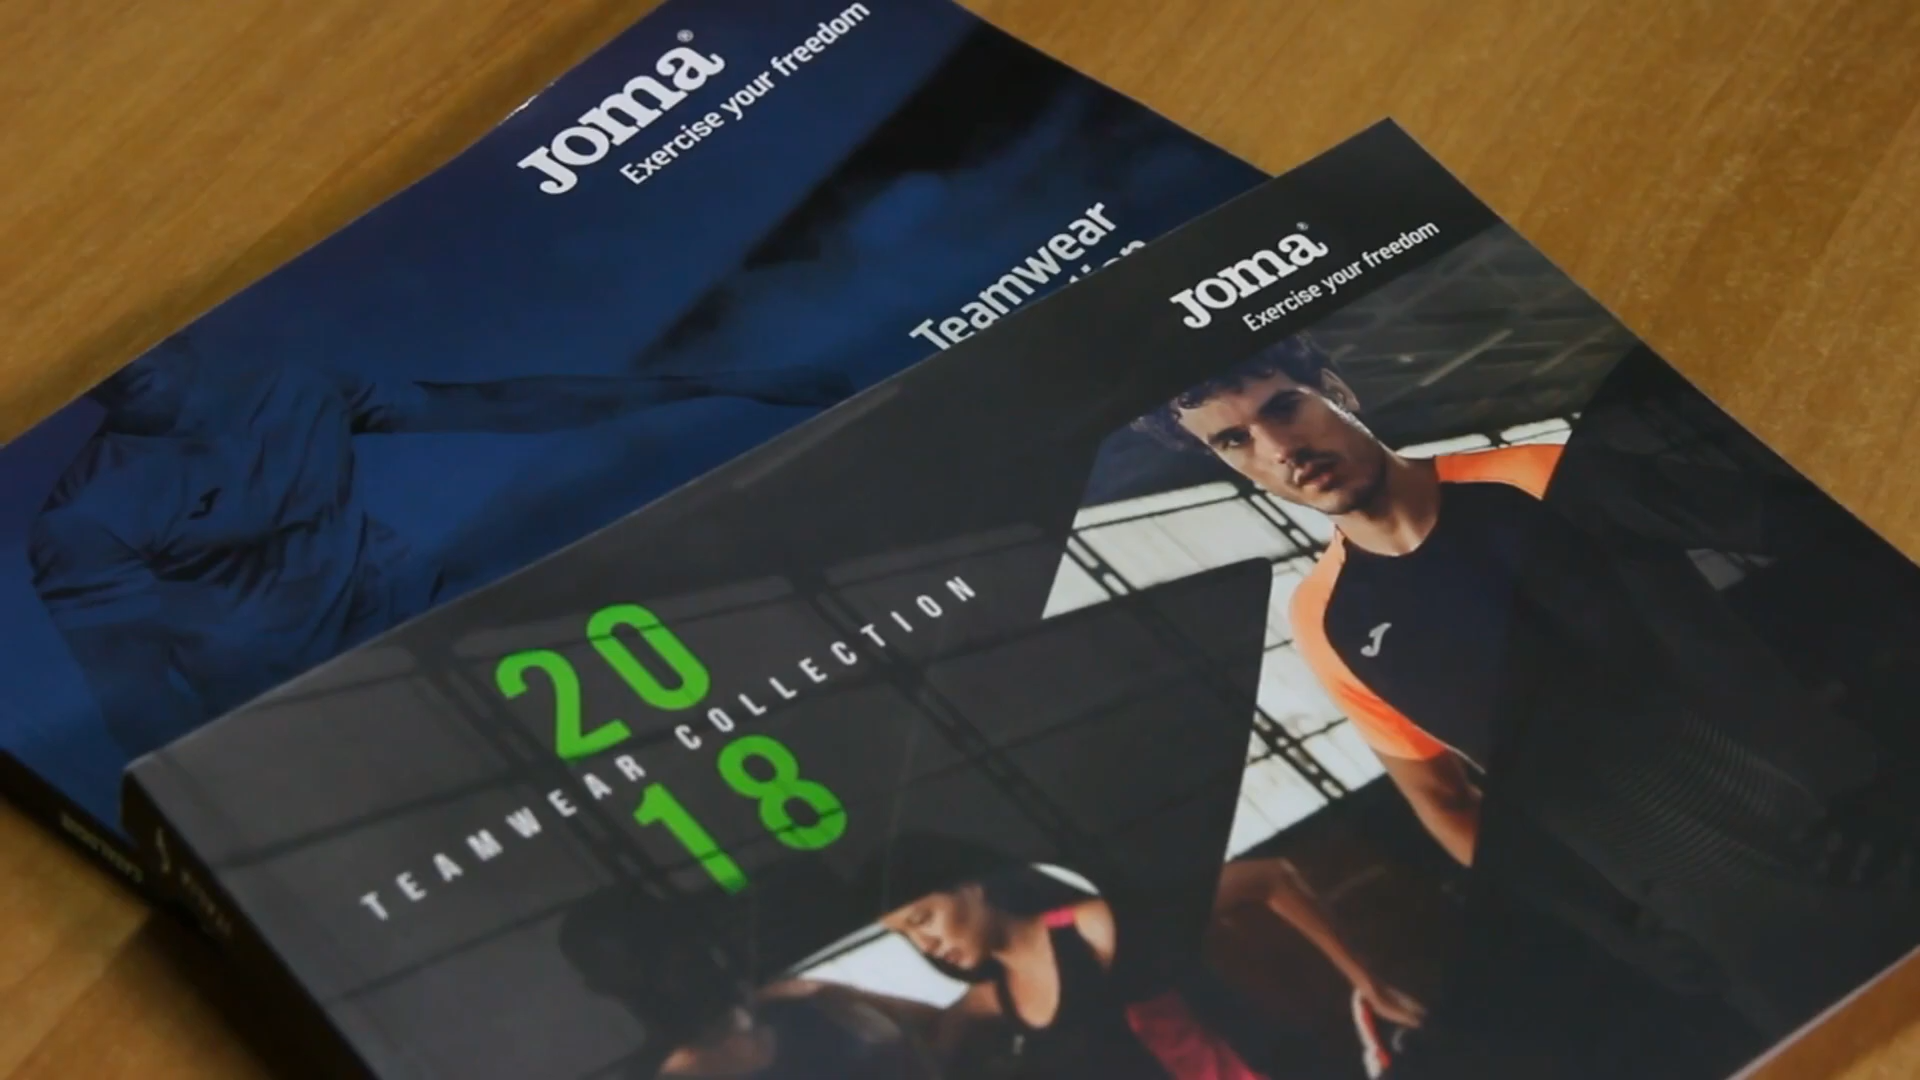 Joma®
Exercise your freedom
Teamwear
Joma®
Exercise your freedom
20
TEAMWEAR COLLECTION
18